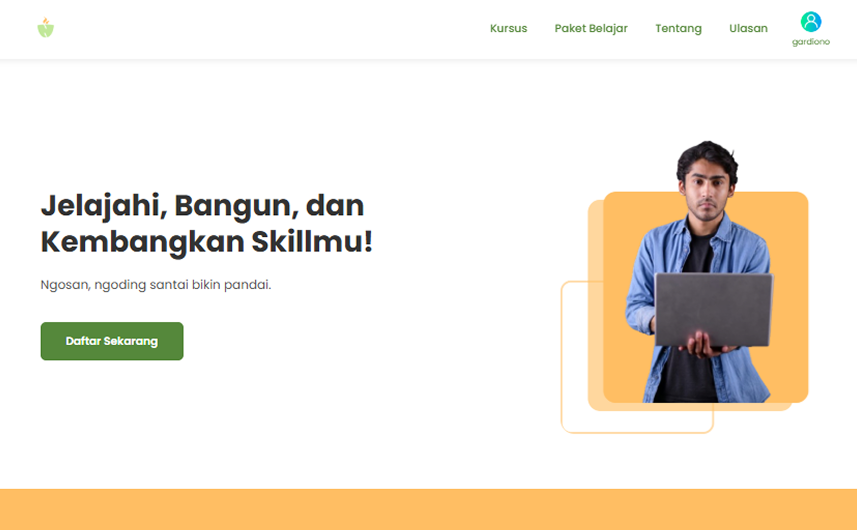 Kursus
Paket Belajar
Tentang
Ulasan
gardiono
Jelajahi, Bangun, dan
Kembangkan Skillmu!
Ngosan, ngoding santai bikin pandai.
Daftar Sekarang